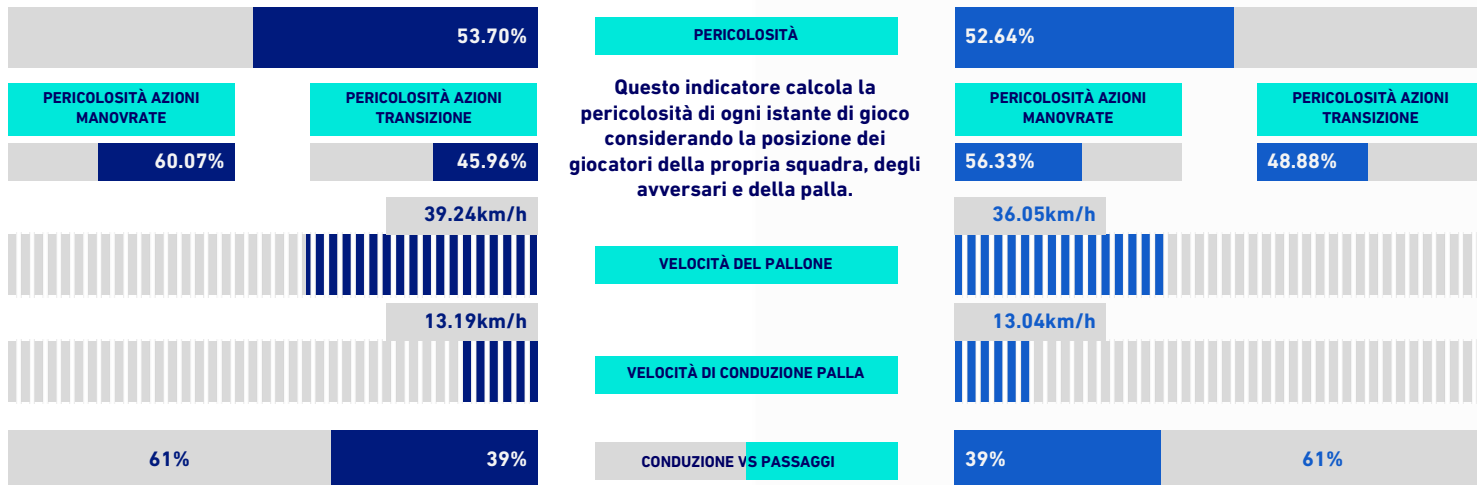 53.70%
PERICOLOSITÀ
52.64%
PERICOLOSITÀ AZIONI
MANOVRATE
PERICOLOSITÀ AZIONI
TRANSIZIONE
60.07%
45.96%
Questo indicatore calcola la
pericolosità di ogni istante di gioco
considerando la posizione dei
giocatori della propria squadra, degli
avversari e della palla.
PERICOLOSITÀ AZIONI
MANOVRATE
PERICOLOSITÀ AZIONI
TRANSIZIONE
56.33%
48.88%
39.24km/h
VELOCITÀ DEL PALLONE
36.05km/h
13.19km/h
VELOCITÀ DI CONDUZIONE PALLA
13.04km/h
61%
39%
CONDUZIONE VS PASSAGGI
39%
61%